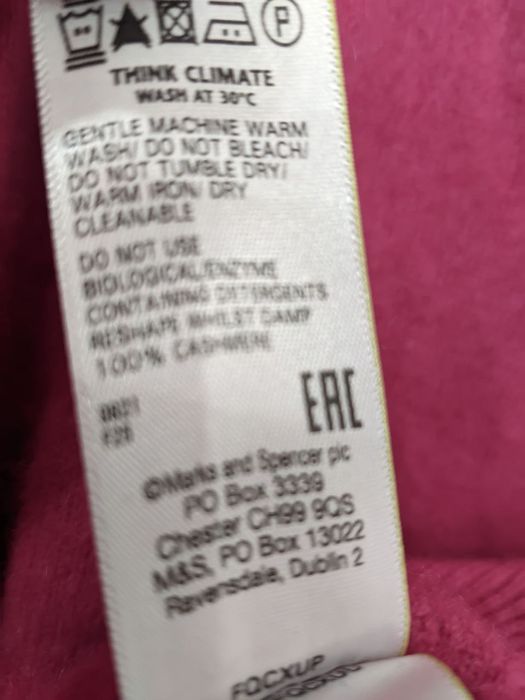 P
THINK CLIMATE
WASH AT 30°C
GENTLE MACHINE WARM
WASH/ DO NOT BLEACH/
DO NOT TUMBLE DRY/
WARM IRON/ DRY
CLEANABLE
DO NOT USE
BIOLOGICAL/ENZYME
CONTAINING DETERGENTS
RESHAPE WHILST DAMP
100% CASHMERE
EAC
©Marks and Spencer plc
PO Box 3339
Chester CH99 9QS
M&S, PO Box 13022
Ravensdale, Dublin 2
FQCXUP